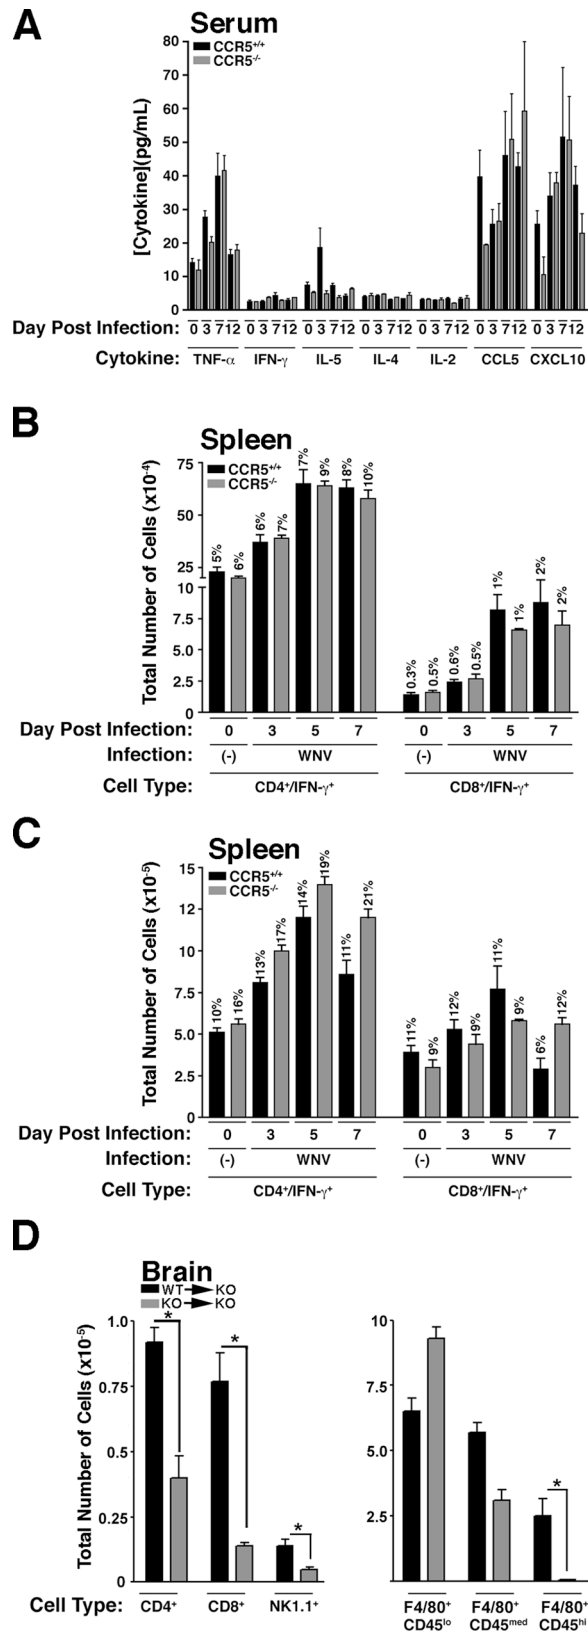 A
Serum
CCR5+/+
CCR5-/-
[Cytokine](pg/mL)
80
70
60
50
40
30
20
10
0
Day Post Infection: 0 3 7 12 0 3 7 12 0 3 7 12 0 3 7 12 0 3 7 12 0 3 7 12 0 3 7 12
Cytokine: TNF-α IFN-γ IL-5 IL-4 IL-2 CCL5 CXCL10
B
Spleen
CCR5+/+
CCR5-/-
Total Number of Cells (x10-4)
75
50
25
10
7.5
5.0
2.5
0
5% 6% 6% 7% 7% 9% 8% 10% 0.3% 0.5% 0.6% 0.5% 1% 1% 2% 2%
Day Post Infection: 0 3 5 7 0 3 5 7
Infection: (-) WNV (-) WNV
Cell Type: CD4+/IFN-γ+ CD8+/IFN-γ+
C
Spleen
CCR5+/+
CCR5-/-
Total Number of Cells (x10-5)
15
12
10
7.5
5.0
2.5
0
10% 16% 13% 17% 14% 19% 11% 21% 11% 9% 12% 9% 11% 9% 6% 12%
Day Post Infection: 0 3 5 7 0 3 5 7
Infection: (-) WNV (-) WNV
Cell Type: CD4+/IFN-γ+ CD8+/IFN-γ+
D
Brain
WT KO
KO KO
Total Number of Cells (x10-5)
1.0
0.75
0.5
0.25
0
* * *
10
7.5
5.0
2.5
*
Cell Type: CD4+ CD8+ NK1.1+
F4/80+ F4/80+ F4/80+
CD45lo CD45med CD45hi